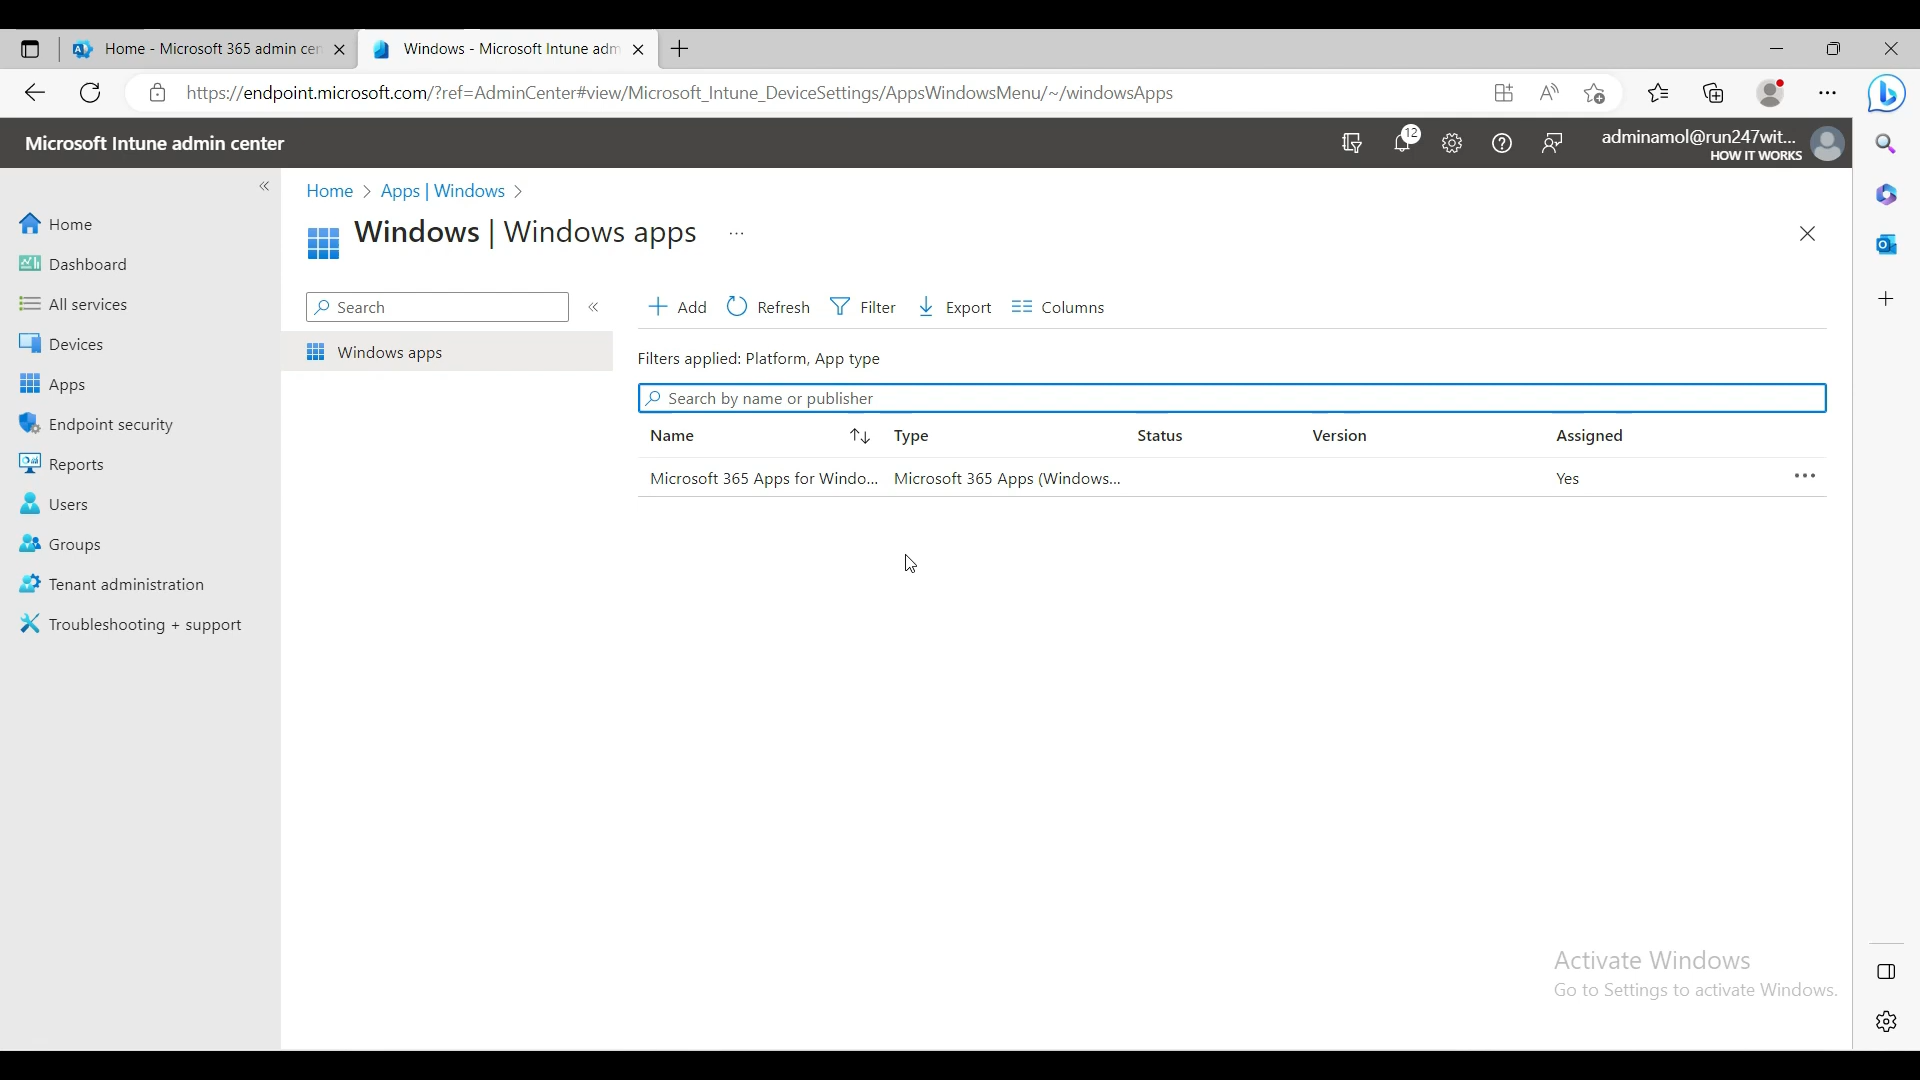 Home - Microsoft 365 admin cen
Windows - Microsoft Intune adm
https://endpoint.microsoft.com/?ref=AdminCenter#view/Microsoft_Intune_DeviceSettings/AppsWindowsMenu/~/windowsApps
Microsoft Intune admin center
12
adminamol@run247wit...
HOW IT WORKS
Home
Dashboard
All services
Devices
Apps
Endpoint security
Reports
Users
Groups
Tenant administration
Troubleshooting + support
Home > Apps | Windows >
Windows | Windows apps ...
Search
Windows apps
Add Refresh Filter Export Columns
Filters applied: Platform, App type
Search by name or publisher
Name Type Status Version Assigned
Microsoft 365 Apps for Windo... Microsoft 365 Apps (Windows... Yes ...
Activate Windows
Go to Settings to activate Windows.